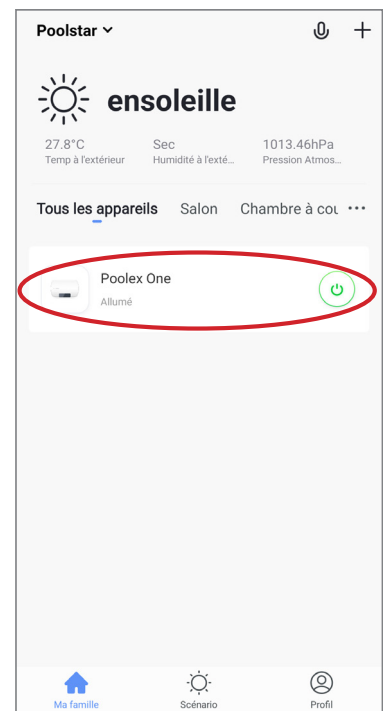 Poolstar
ensoleille
27.8°C Sec 1013.46hPa
Temp à l'extérieur Humidité à l'exté... Pression Atmos...
Tous les appareils Salon Chambre à cou ...
Poolex One
Allumé
Ma famille Scénario Profil